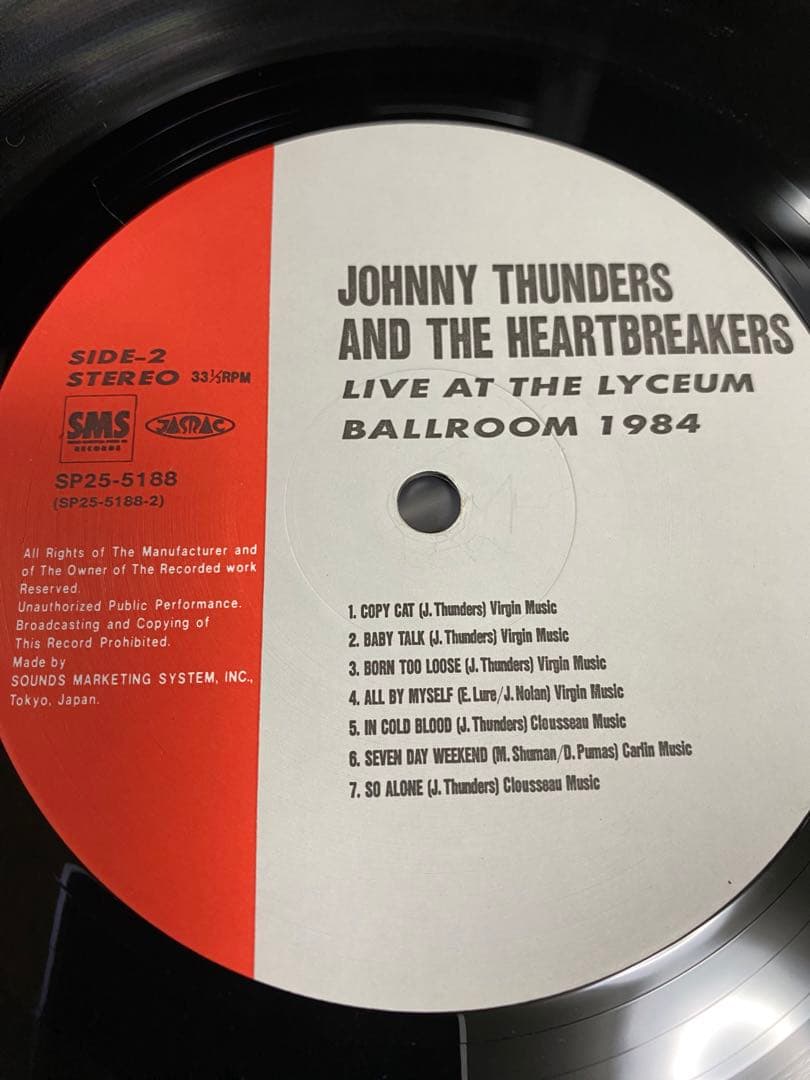 JOHNNY THUNDERS
AND THE HEARTBREAKERS
LIVE AT THE LYCEUM
BALLROOM 1984
SIDE-2
STEREO 33⅓RPM
SMS
RECORDS
JASRAC
SP25-5188
(SP25-5188-2)
All Rights of The Manufacturer and
of The Owner of The Recorded work
Reserved.
Unauthorized Public Performance.
Broadcasting and Copying of
This Record Prohibited.
Made by
SOUNDS MARKETING SYSTEM, INC.,
Tokyo, Japan.
1. COPY CAT (J. Thunders) Virgin Music
2. BABY TALK (J. Thunders) Virgin Music
3. BORN TOO LOOSE (J. Thunders) Virgin Music
4. ALL BY MYSELF (E. Lure/J. Nolan) Virgin Music
5. IN COLD BLOOD (J. Thunders) Clousseau Music
6. SEVEN DAY WEEKEND (M. Shuman/D. Pumas) Carlin Music
7. SO ALONE (J. Thunders) Clousseau Music